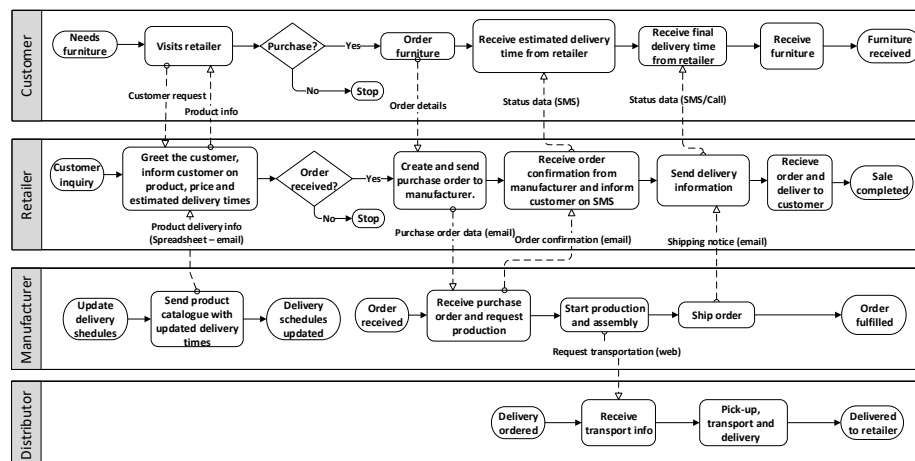 Customer
Needs
furniture
Visits retailer
Purchase?
Yes
No
Stop
Order
furniture
Receive estimated delivery
time from retailer
Receive final
delivery time
from retailer
Receive
furniture
Furniture
received
Customer request
Product info
Order details
Status data (SMS)
Status data (SMS/Call)
Retailer
Customer
inquiry
Greet the customer,
inform customer on
product, price and
estimated delivery times
Order
received?
Yes
No
Stop
Create and send
purchase order to
manufacturer.
Receive order
confirmation from
manufacturer and inform
customer on SMS
Send delivery
information
Recieve
order and
deliver to
customer
Sale
completed
Product delivery info
(Spreadsheet – email)
Purchase order data (email)
Order confirmation (email)
Shipping notice (email)
Manufacturer
Update
delivery
shedules
Send product
catalogue with
updated delivery
times
Delivery
schedules
updated
Order
received
Receive purchase
order and request
production
Start production
and assembly
Ship order
Order
fulfilled
Request transportation (web)
Distributor
Delivery
ordered
Receive
transport info
Pick-up,
transport and
delivery
Delivered
to retailer